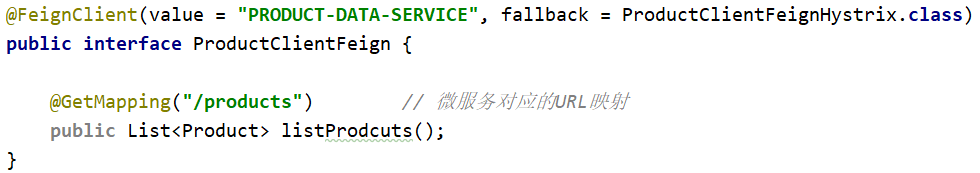 @FeignClient(value = "PRODUCT-DATA-SERVICE", fallback = ProductClientFeignHystrix.class)
public interface ProductClientFeign {
@GetMapping("/products") // 微服务对应的URL映射
public List<Product> listProdcuts();
}